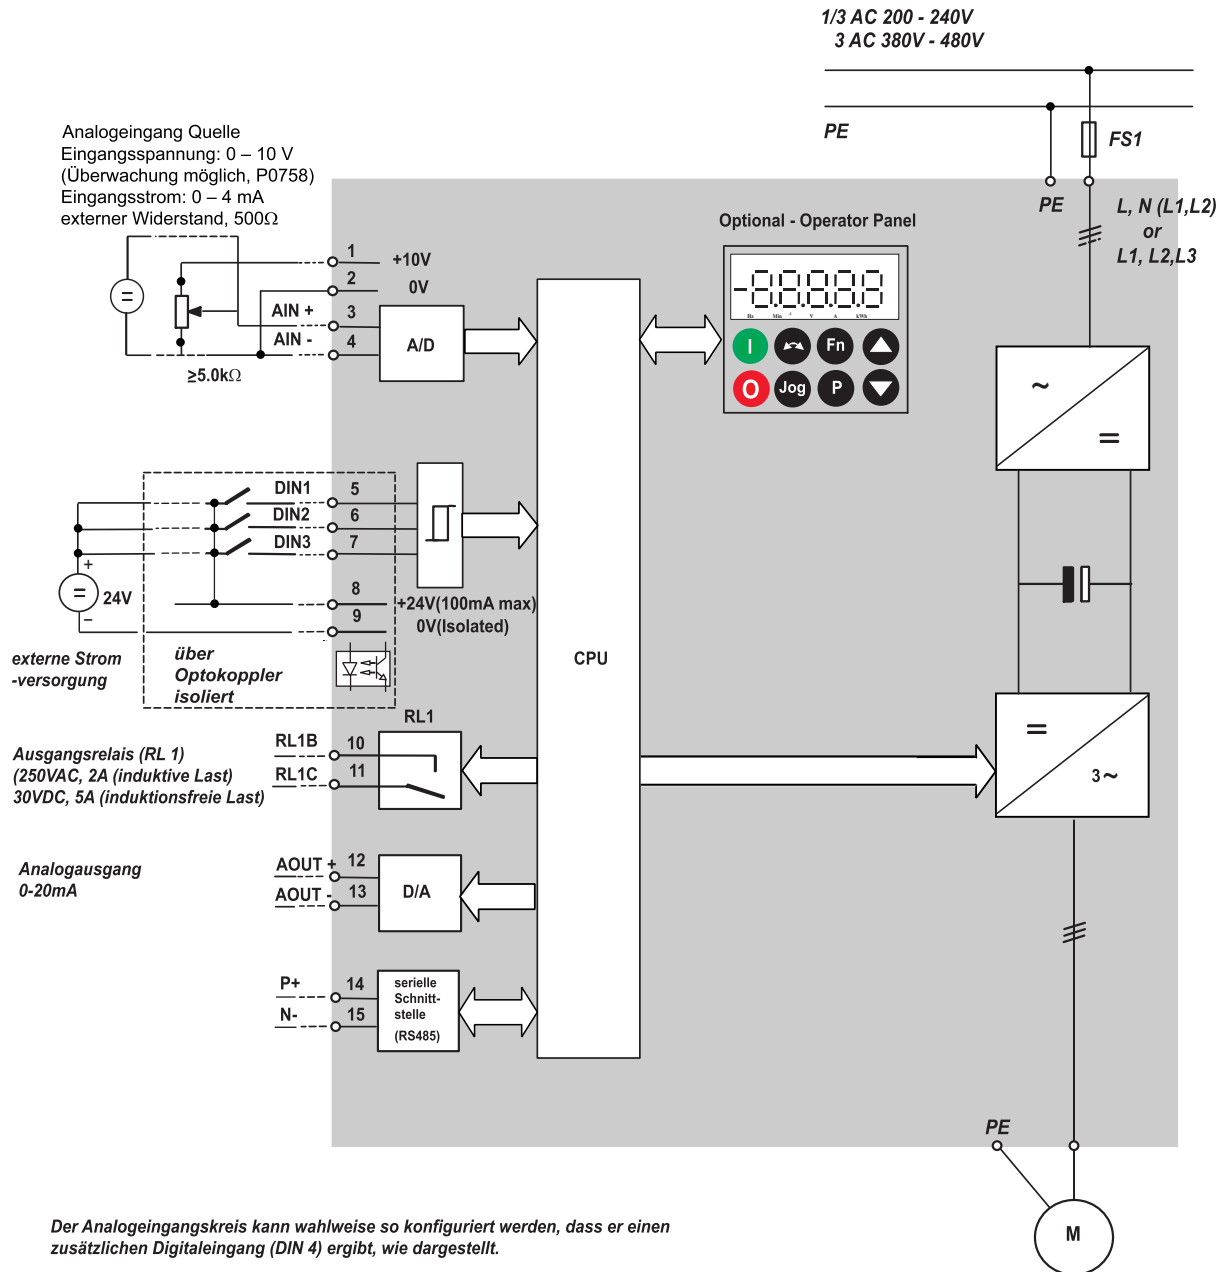 1/3 AC 200 - 240V
3 AC 380V - 480V
PE
FS1
PE
L, N (L1,L2)
or
L1, L2,L3
Analogeingang Quelle
Eingangsspannung: 0 – 10 V
(Überwachung möglich, P0758)
Eingangsstrom: 0 – 4 mA
externer Widerstand, 500Ω
Optional - Operator Panel
1
+10V
2
0V
AIN +
3
AIN -
4
A/D
≥5.0kΩ
=
Hz Min -1 V A kWh
I
Fn
O
Jog
P
~
=
DIN1
5
DIN2
6
DIN3
7
+
=
24V
–
8
+24V(100mA max)
9
0V(Isolated)
externe Strom
-versorgung
über
Optokoppler
isoliert
CPU
RL1
Ausgangsrelais (RL 1)
(250VAC, 2A (induktive Last)
30VDC, 5A (induktionsfreie Last)
RL1B
10
RL1C
11
=
3~
Analogausgang
0-20mA
AOUT +
12
AOUT -
13
D/A
P+
14
N-
15
serielle
Schnitt-
stelle
(RS485)
PE
M
Der Analogeingangskreis kann wahlweise so konfiguriert werden, dass er einen
zusätzlichen Digitaleingang (DIN 4) ergibt, wie dargestellt.